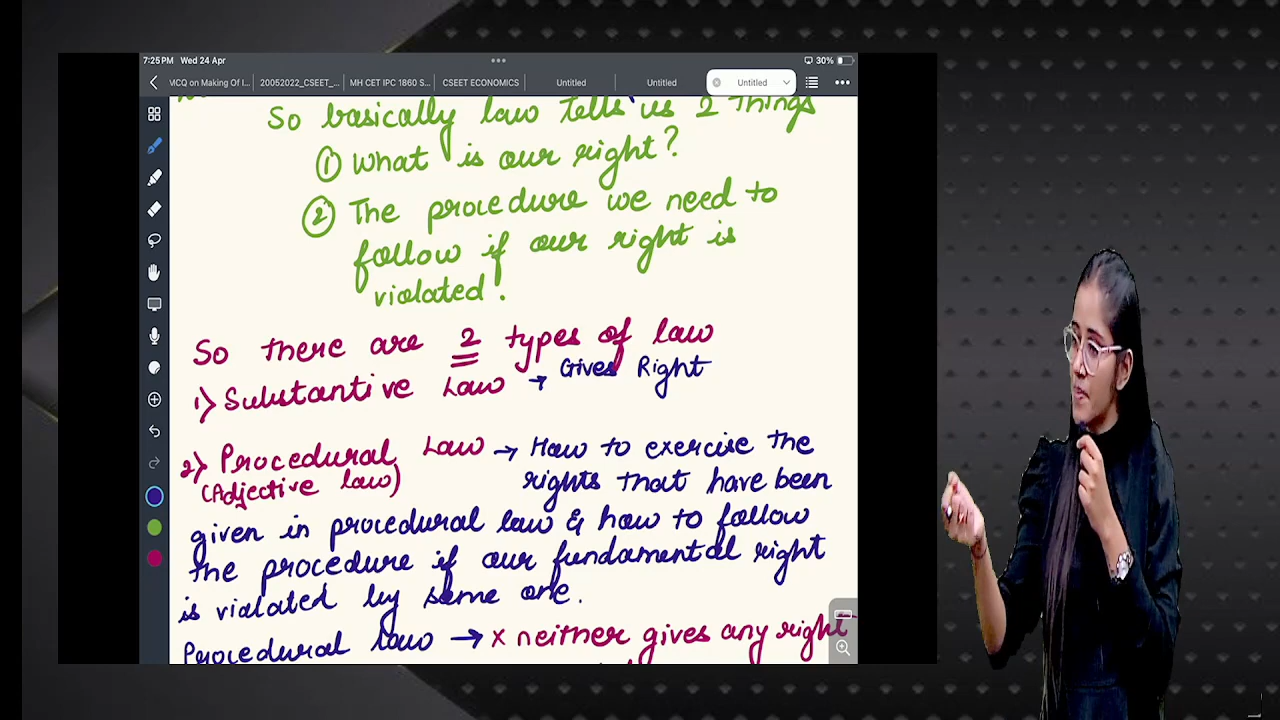 7:25 PM Wed 24 Apr
30%
MCQ on Making Of I...
20052022_CSEET_...
MH CET IPC 1860 S...
CSEET ECONOMICS
Untitled
Untitled
Untitled
So basically law tells us 2 things
① What is our right?
② The procedure we need to
follow if our right is
violated.
So there are 2 types of law
1) Substantive Law → Gives Right
2) Procedural Law → How to exercise the
(Adjective law) rights that have been
given in procedural law & how to follow
the procedure if our fundamental right
is violated by some one.
Procedural law → x neither gives any right